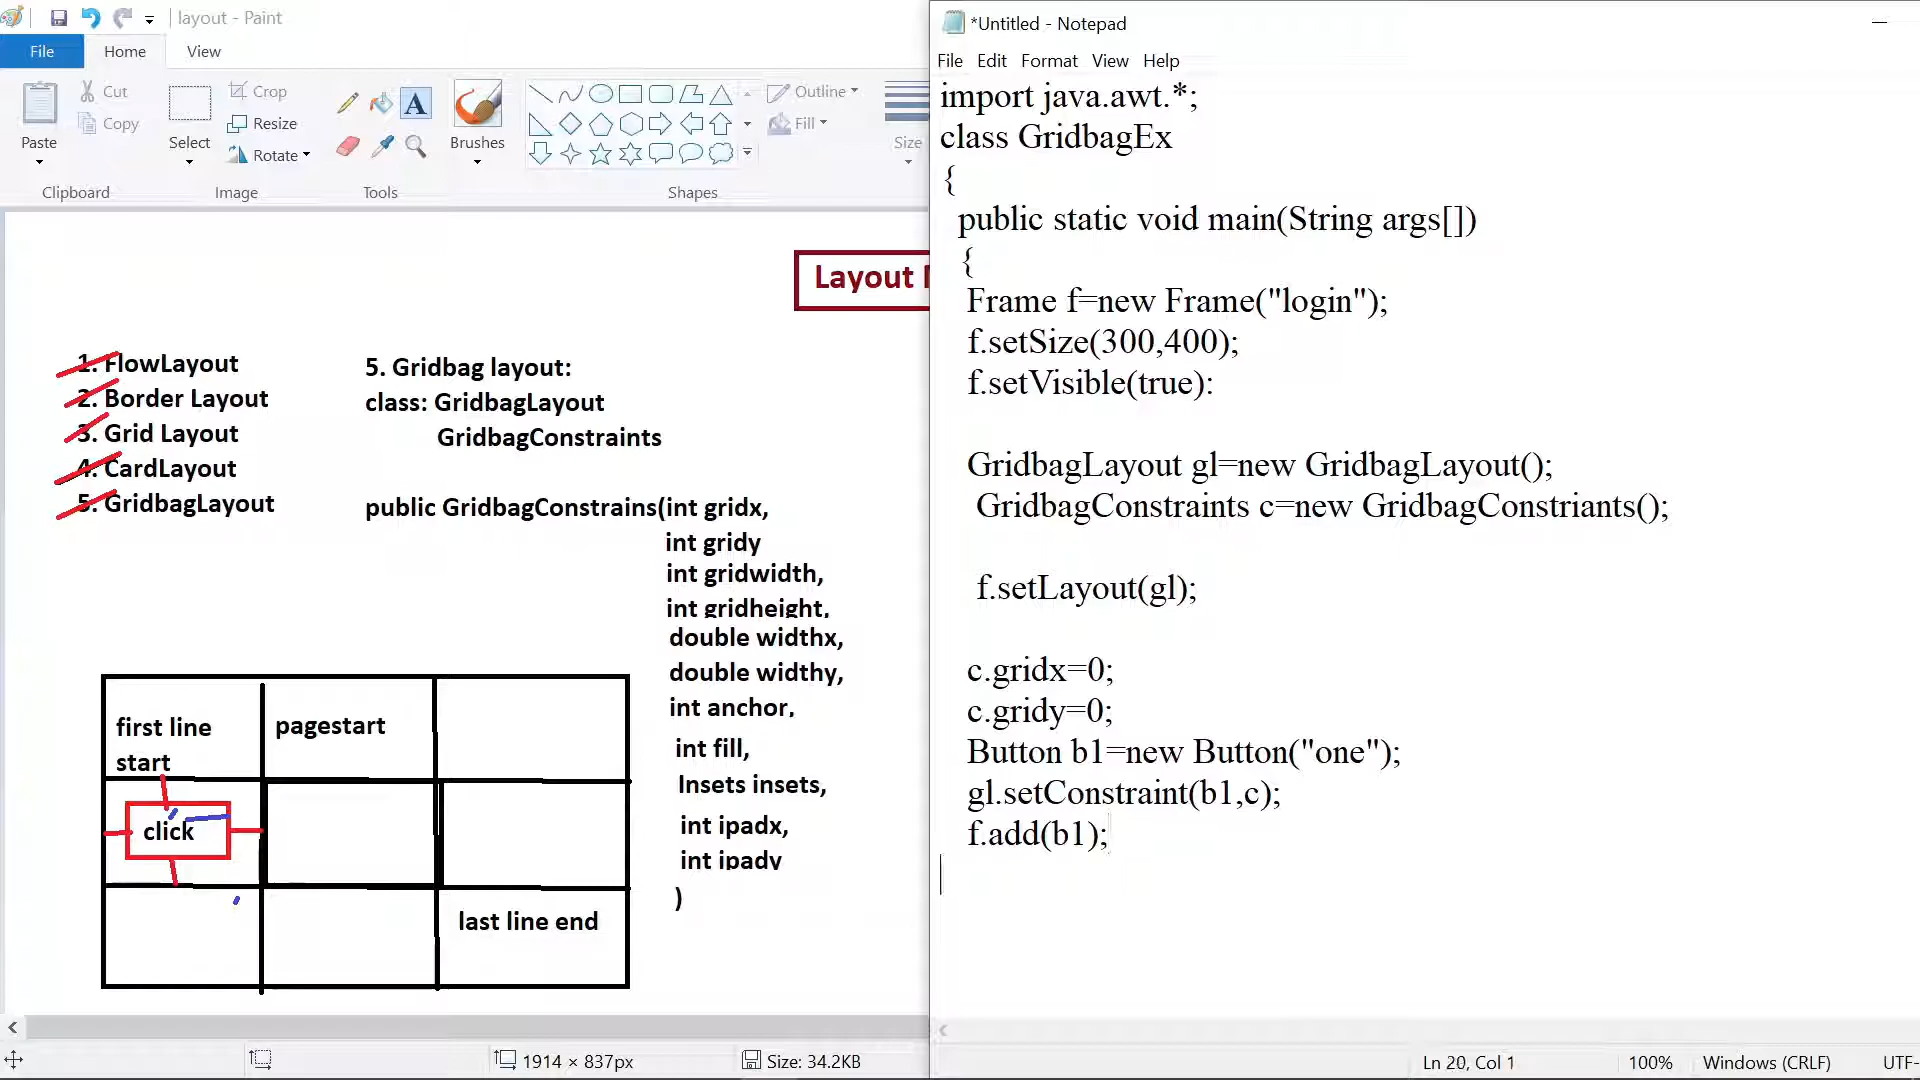 layout - Paint
File
Home
View
Paste
Cut
Copy
Clipboard
Select
Crop
Resize
Rotate
Image
A
Tools
Brushes
Outline
Fill
Shapes
Size
Layout
1. FlowLayout
2. Border Layout
3. Grid Layout
4. CardLayout
5. GridbagLayout
5. Gridbag layout:
class: GridbagLayout
GridbagConstraints
public GridbagConstrains(int gridx,
int gridy
int gridwidth,
int gridheight,
double widthx,
double widthy,
int anchor,
int fill,
Insets insets,
int ipadx,
int ipady
)
first line
start
pagestart
click
last line end
1914 × 837px
Size: 34.2KB
*Untitled - Notepad
File Edit Format View Help
import java.awt.*;
class GridbagEx
{
public static void main(String args[])
{
Frame f=new Frame("login");
f.setSize(300,400);
f.setVisible(true):
GridbagLayout gl=new GridbagLayout();
GridbagConstraints c=new GridbagConstriants();
f.setLayout(gl);
c.gridx=0;
c.gridy=0;
Button b1=new Button("one");
gl.setConstraint(b1,c);
f.add(b1);
Ln 20, Col 1
100%
Windows (CRLF)
UTF-